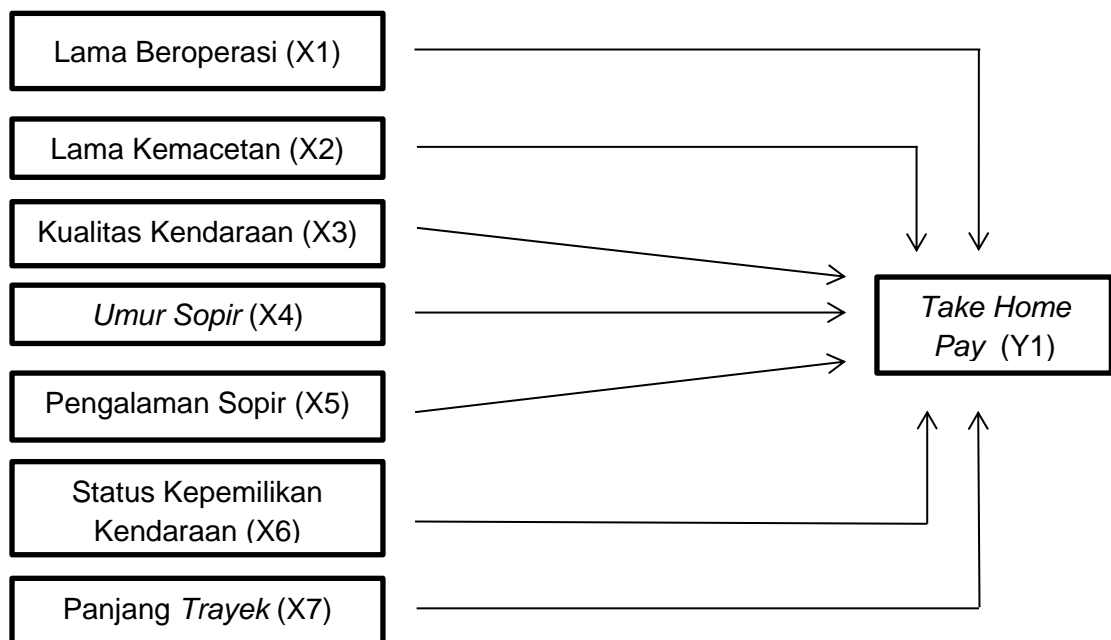 Lama Beroperasi (X1)
Lama Kemacetan (X2)
Kualitas Kendaraan (X3)
Umur Sopir (X4)
Pengalaman Sopir (X5)
Status Kepemilikan
Kendaraan (X6)
Panjang Trayek (X7)
Take Home
Pay (Y1)